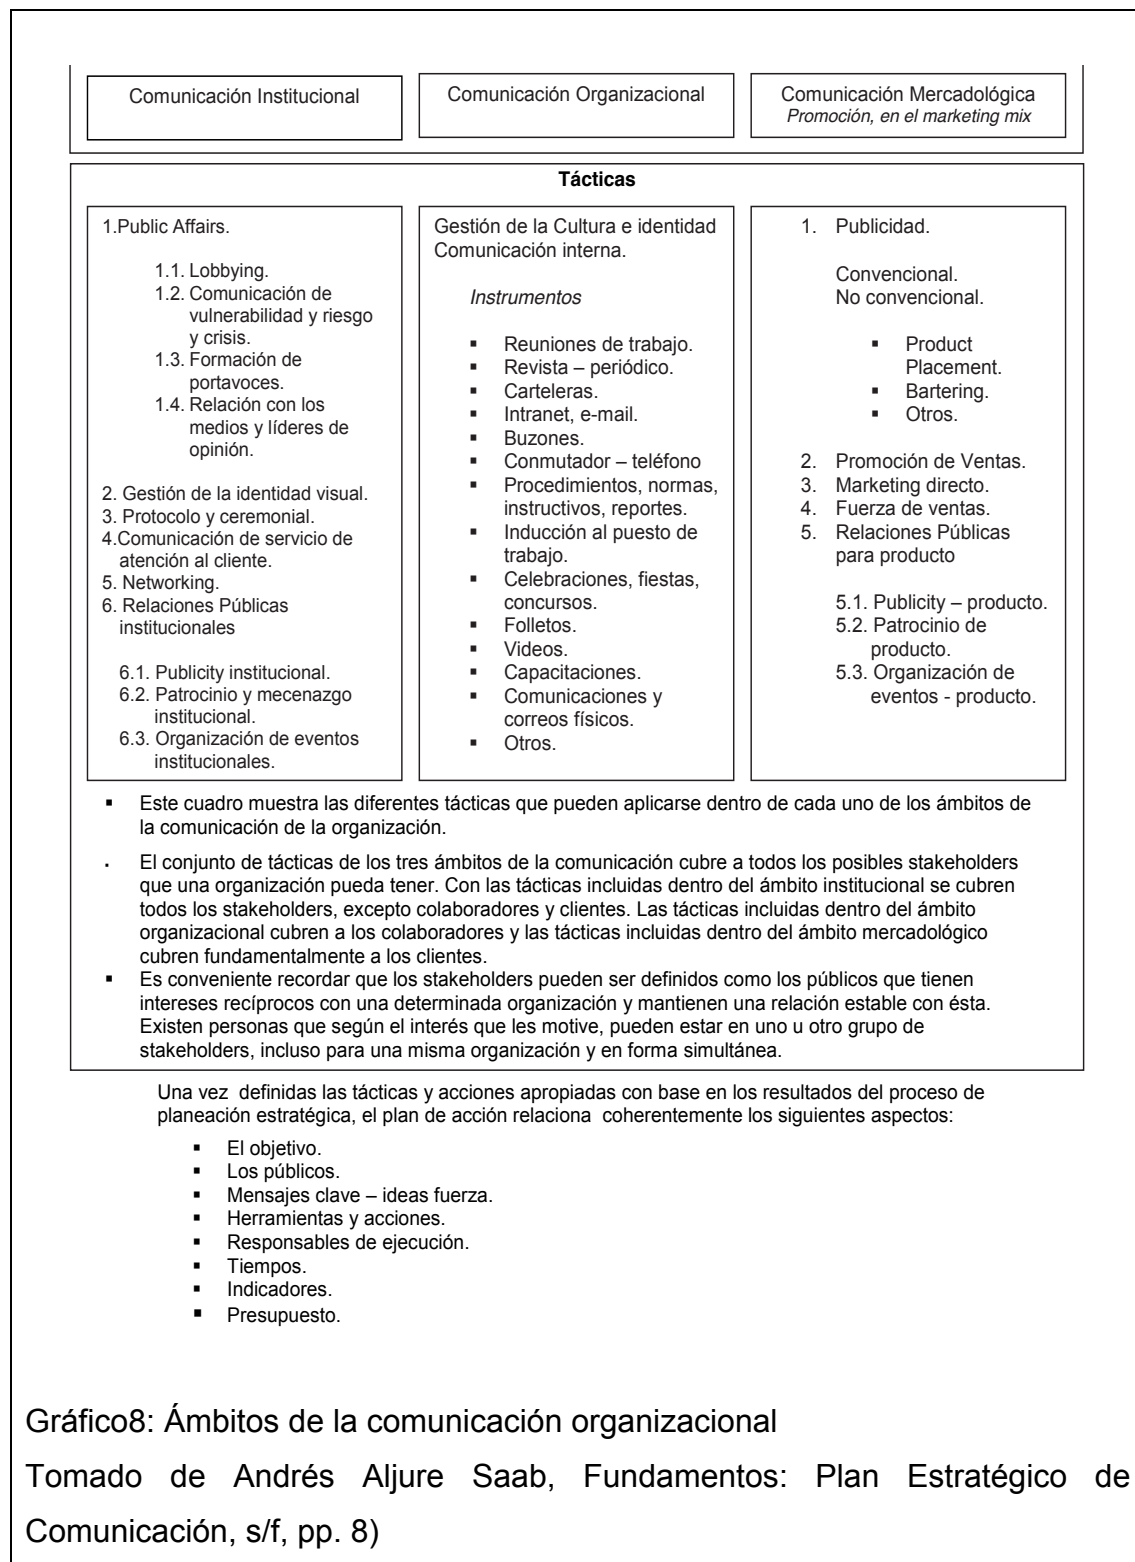 Comunicación Institucional
Comunicación Organizacional
Comunicación Mercadológica
Promoción, en el marketing mix
Tácticas
1.Public Affairs.
1.1. Lobbying.
1.2. Comunicación de
vulnerabilidad y riesgo
y crisis.
1.3. Formación de
portavoces.
1.4. Relación con los
medios y líderes de
opinión.
2. Gestión de la identidad visual.
3. Protocolo y ceremonial.
4.Comunicación de servicio de
atención al cliente.
5. Networking.
6. Relaciones Públicas
institucionales
6.1. Publicity institucional.
6.2. Patrocinio y mecenazgo
institucional.
6.3. Organización de eventos
institucionales.
Gestión de la Cultura e identidad
Comunicación interna.
Instrumentos
▪ Reuniones de trabajo.
▪ Revista – periódico.
▪ Carteleras.
▪ Intranet, e-mail.
▪ Buzones.
▪ Conmutador – teléfono
▪ Procedimientos, normas,
instructivos, reportes.
▪ Inducción al puesto de
trabajo.
▪ Celebraciones, fiestas,
concursos.
▪ Folletos.
▪ Videos.
▪ Capacitaciones.
▪ Comunicaciones y
correos físicos.
▪ Otros.
1. Publicidad.
Convencional.
No convencional.
▪ Product
Placement.
▪ Bartering.
▪ Otros.
2. Promoción de Ventas.
3. Marketing directo.
4. Fuerza de ventas.
5. Relaciones Públicas
para producto
5.1. Publicity – producto.
5.2. Patrocinio de
producto.
5.3. Organización de
eventos - producto.
▪ Este cuadro muestra las diferentes tácticas que pueden aplicarse dentro de cada uno de los ámbitos de
la comunicación de la organización.
▪ El conjunto de tácticas de los tres ámbitos de la comunicación cubre a todos los posibles stakeholders
que una organización pueda tener. Con las tácticas incluidas dentro del ámbito institucional se cubren
todos los stakeholders, excepto colaboradores y clientes. Las tácticas incluidas dentro del ámbito
organizacional cubren a los colaboradores y las tácticas incluidas dentro del ámbito mercadológico
cubren fundamentalmente a los clientes.
▪ Es conveniente recordar que los stakeholders pueden ser definidos como los públicos que tienen
intereses recíprocos con una determinada organización y mantienen una relación estable con ésta.
Existen personas que según el interés que les motive, pueden estar en uno u otro grupo de
stakeholders, incluso para una misma organización y en forma simultánea.
Una vez definidas las tácticas y acciones apropiadas con base en los resultados del proceso de
planeación estratégica, el plan de acción relaciona coherentemente los siguientes aspectos:
▪ El objetivo.
▪ Los públicos.
▪ Mensajes clave – ideas fuerza.
▪ Herramientas y acciones.
▪ Responsables de ejecución.
▪ Tiempos.
▪ Indicadores.
▪ Presupuesto.
Gráfico8: Ámbitos de la comunicación organizacional
Tomado de Andrés Aljure Saab, Fundamentos: Plan Estratégico de
Comunicación, s/f, pp. 8)